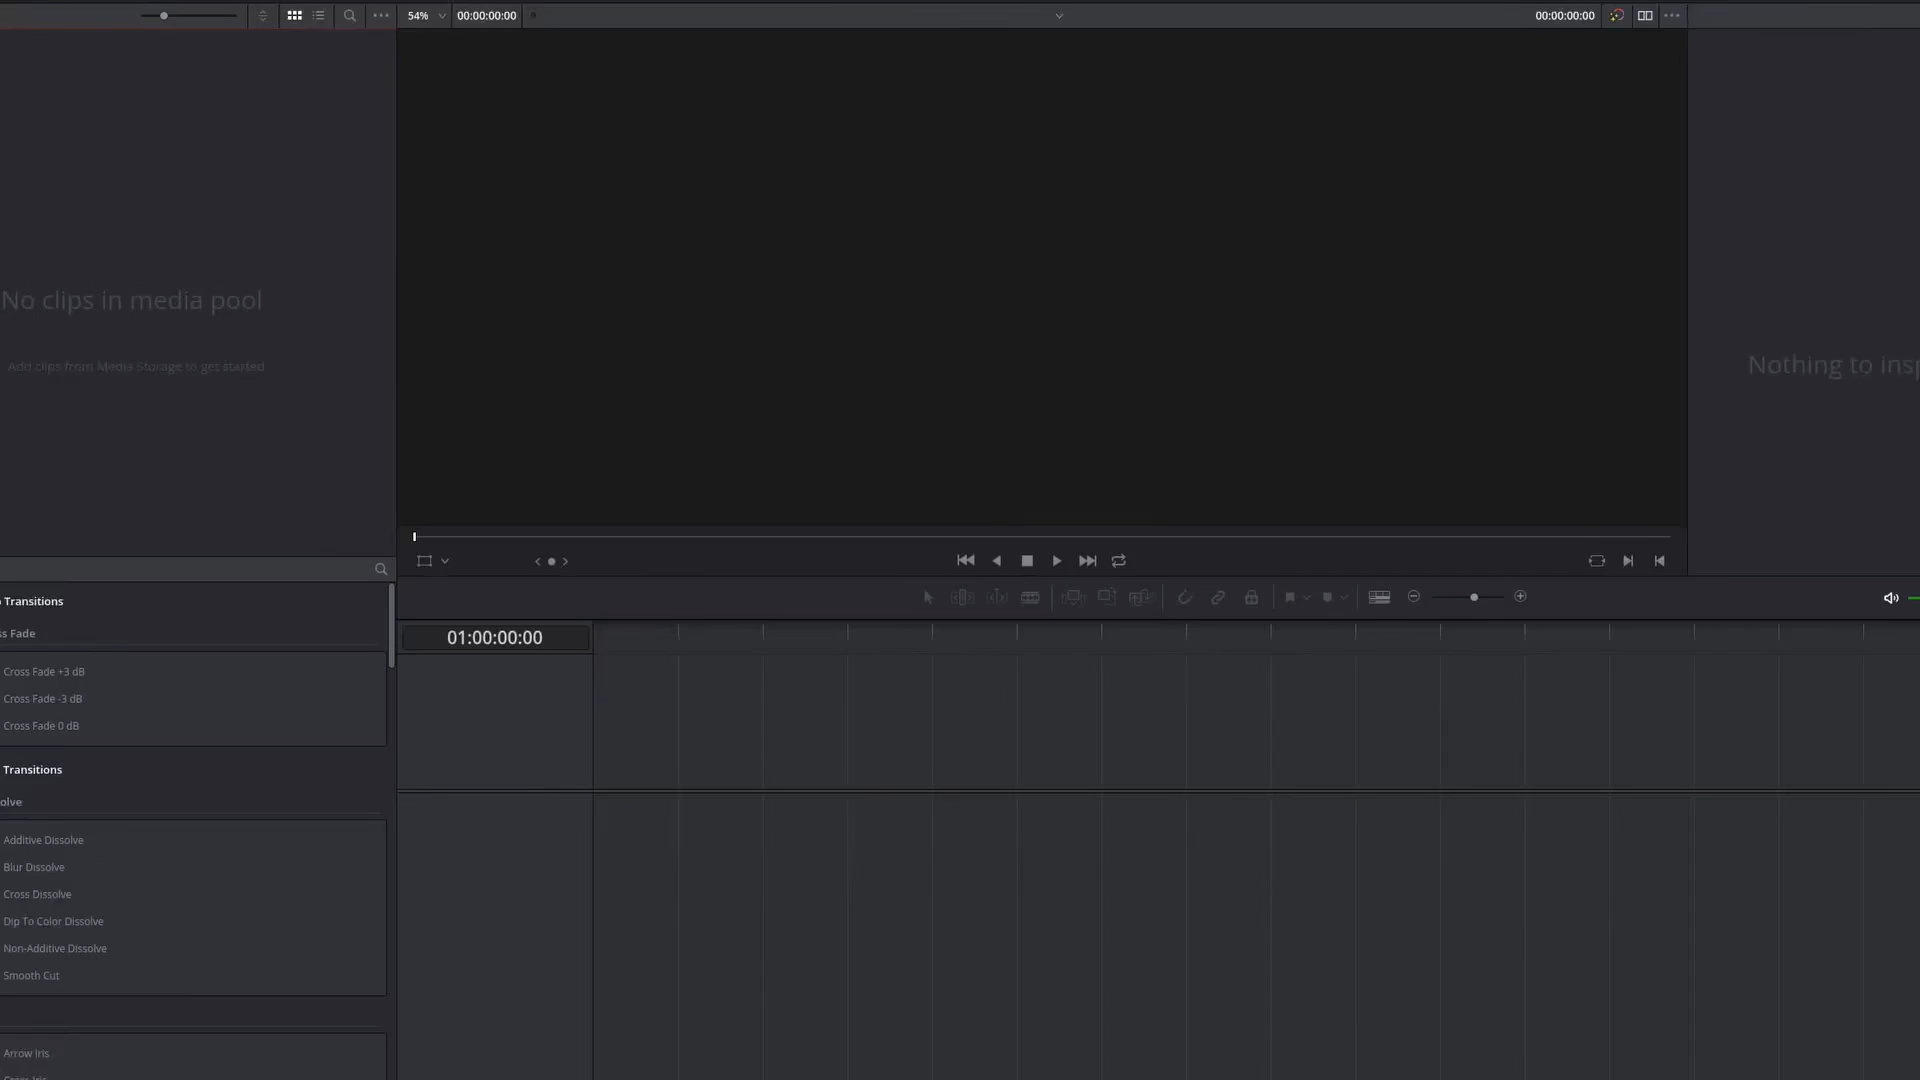 54%
00:00:00:00
00:00:00:00
No clips in media pool
Add clips from Media Storage to get started
Nothing to insp
Transitions
ss Fade
Cross Fade +3 dB
Cross Fade -3 dB
Cross Fade 0 dB
Transitions
olve
Additive Dissolve
Blur Dissolve
Cross Dissolve
Dip To Color Dissolve
Non-Additive Dissolve
Smooth Cut
Arrow Iris
01:00:00:00